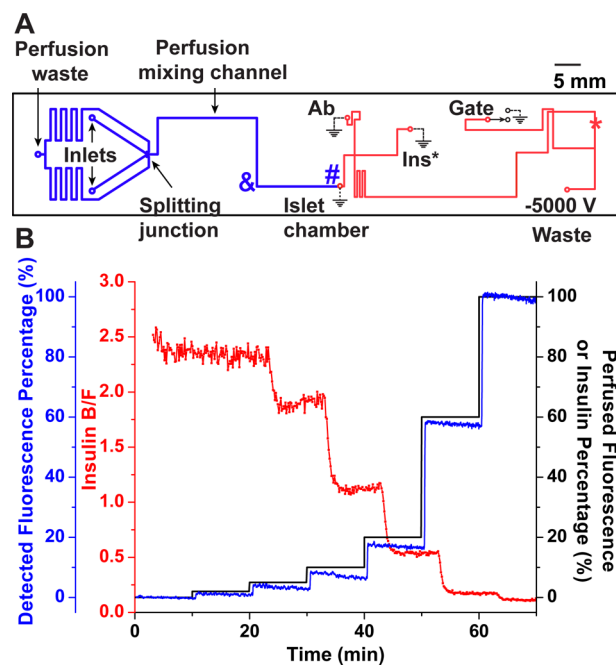 A
Perfusion
waste
Perfusion
mixing channel
5 mm
Ab
Gate
Inlets
Ins*
*
&
#
Splitting
junction
Islet
chamber
-5000 V
Waste
B
Detected Fluorescence Percentage (%)
100
80
60
40
20
0
Insulin B/F
3.0
2.5
2.0
1.5
1.0
0.5
0.0
100
80
60
40
20
0
Perfused Fluorescence
or Insulin Percentage (%)
0 20 40 60
Time (min)